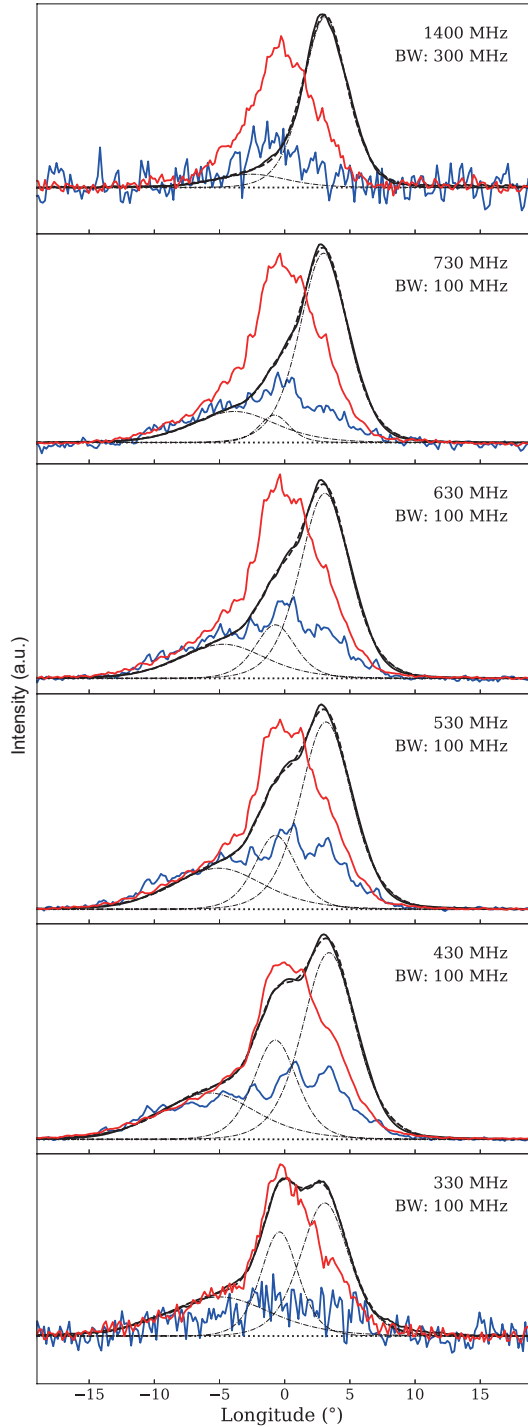 1400 MHz
BW: 300 MHz
730 MHz
BW: 100 MHz
630 MHz
BW: 100 MHz
Intensity (a.u.)
530 MHz
BW: 100 MHz
430 MHz
BW: 100 MHz
330 MHz
BW: 100 MHz
−15 −10 −5 0 5 10 15
Longitude (°)